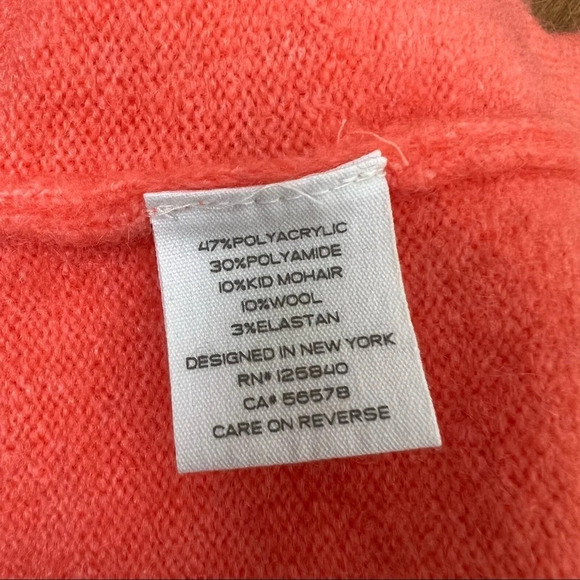 47%POLYACRYLIC
30%POLYAMIDE
10%KID MOHAIR
10%WOOL
3%ELASTAN
DESIGNED IN NEW YORK
RN# 125840
CA# 56578
CARE ON REVERSE